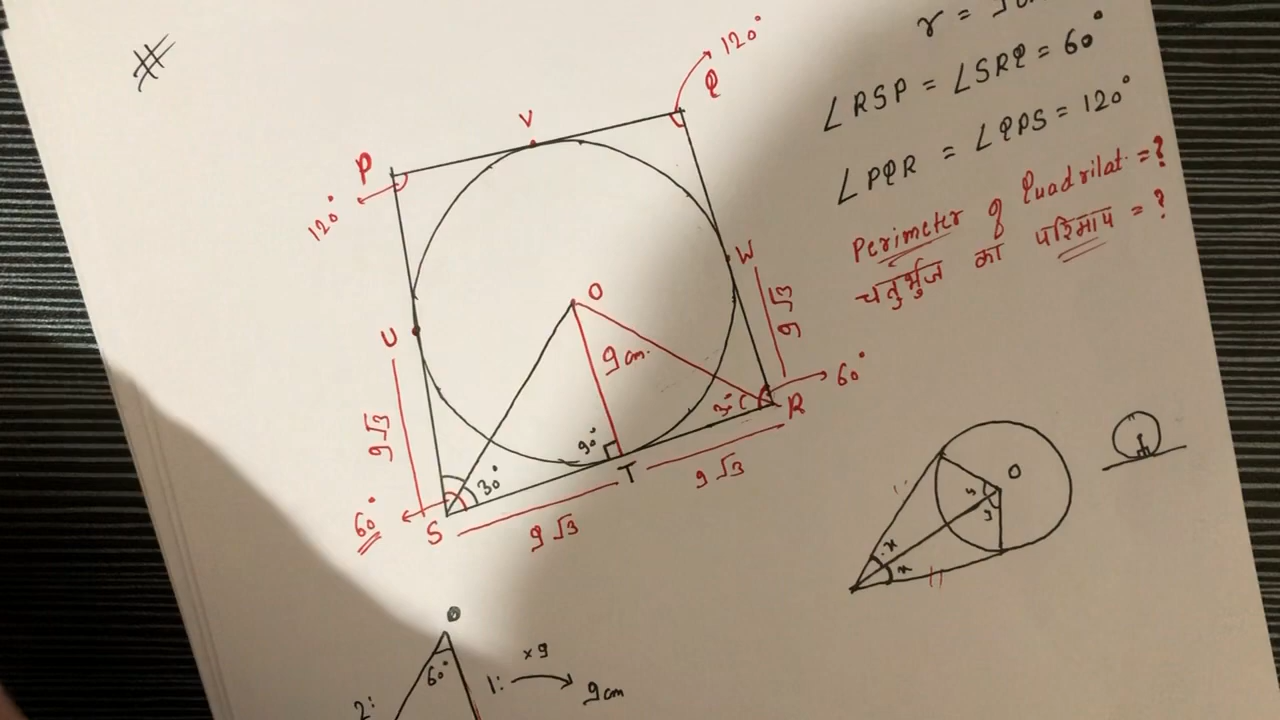 r =
∠RSP = ∠SRQ = 60°
∠PQR = ∠QPS = 120°
Perimeter of Quadrilat. = ?
चतुर्भुज का परिमाप = ?
120°
Q
V
P
120°
W
O
U
9 cm.
9√3
60°
R
30°
90°
T
9√3
9√3
30°
60°
S
9√3
O
y
y
x
x
O
60°
2:
1:
×9
9 cm